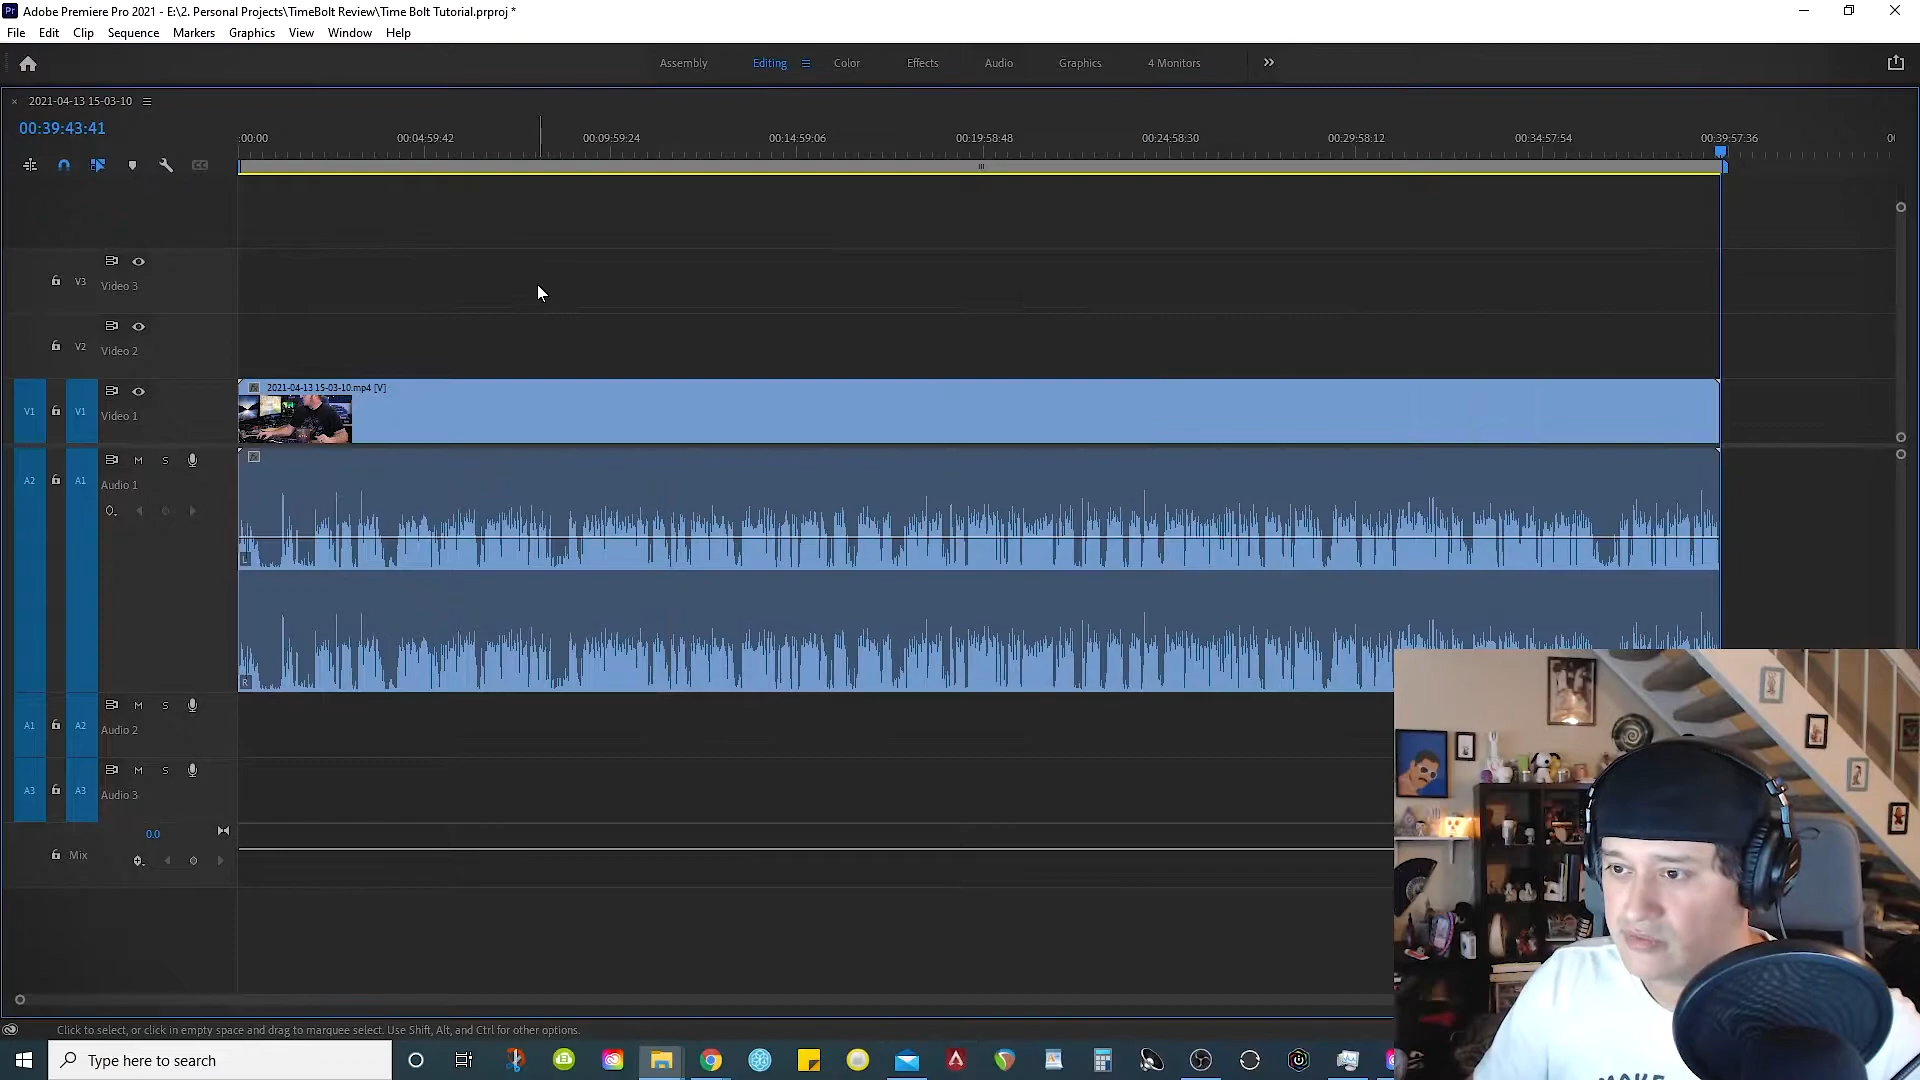 Pr Adobe Premiere Pro 2021 - E:\2. Personal Projects\TimeBolt Review\Time Bolt Tutorial.prproj *
File Edit Clip Sequence Markers Graphics View Window Help
Assembly Editing Color Effects Audio Graphics 4 Monitors
2021-04-13 15-03-10
00:39:43:41
:00:00 00:04:59:42 00:09:59:24 00:14:59:06 00:19:58:48 00:24:58:30 00:29:58:12 00:34:57:54 00:39:57:36
V3 Video 3
V2 Video 2
2021-04-13 15-03-10.mp4 [V]
V1 V1 Video 1
M S
A2 A1 Audio 1
L
R
M S
A1 A2 Audio 2
M S
A3 A3 Audio 3
0.0
Mix
Click to select, or click in empty space and drag to marquee select. Use Shift, Alt, and Ctrl for other options.
Type here to search
MAKE